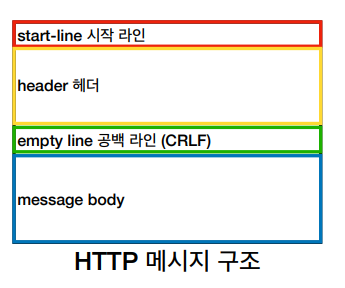 start-line 시작 라인
header 헤더
empty line 공백 라인 (CRLF)
message body
HTTP 메시지 구조